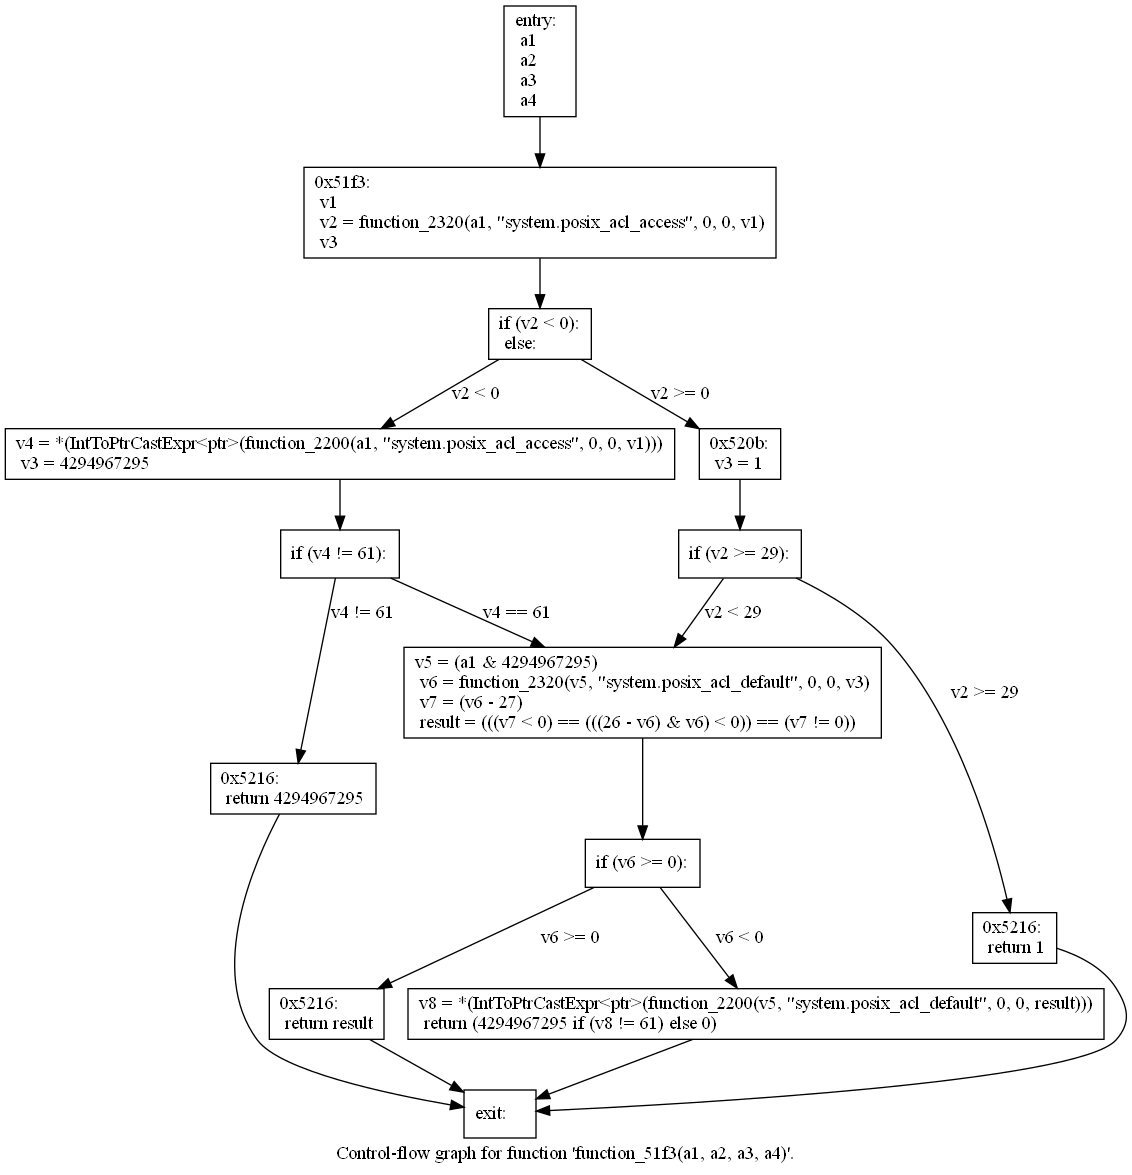 entry:
a1
a2
a3
a4
0x51f3:
v1
v2 = function_2320(a1, "system.posix_acl_access", 0, 0, v1)
v3
if (v2 < 0):
else:
v2 < 0
v2 >= 0
v4 = *(IntToPtrCastExpr<ptr>(function_2200(a1, "system.posix_acl_access", 0, 0, v1)))
v3 = 4294967295
0x520b:
v3 = 1
if (v4 != 61):
if (v2 >= 29):
v4 != 61
v4 == 61
v2 < 29
v5 = (a1 & 4294967295)
v6 = function_2320(v5, "system.posix_acl_default", 0, 0, v3)
v7 = (v6 - 27)
result = (((v7 < 0) == (((26 - v6) & v6) < 0)) == (v7 != 0))
v2 >= 29
0x5216:
return 4294967295
if (v6 >= 0):
v6 >= 0
v6 < 0
0x5216:
return 1
0x5216:
return result
v8 = *(IntToPtrCastExpr<ptr>(function_2200(v5, "system.posix_acl_default", 0, 0, result)))
return (4294967295 if (v8 != 61) else 0)
exit:
Control-flow graph for function 'function_51f3(a1, a2, a3, a4)'.